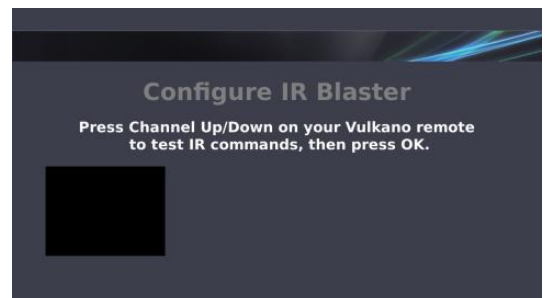 Configure IR Blaster
Press Channel Up/Down on your Vulkano remote
to test IR commands, then press OK.